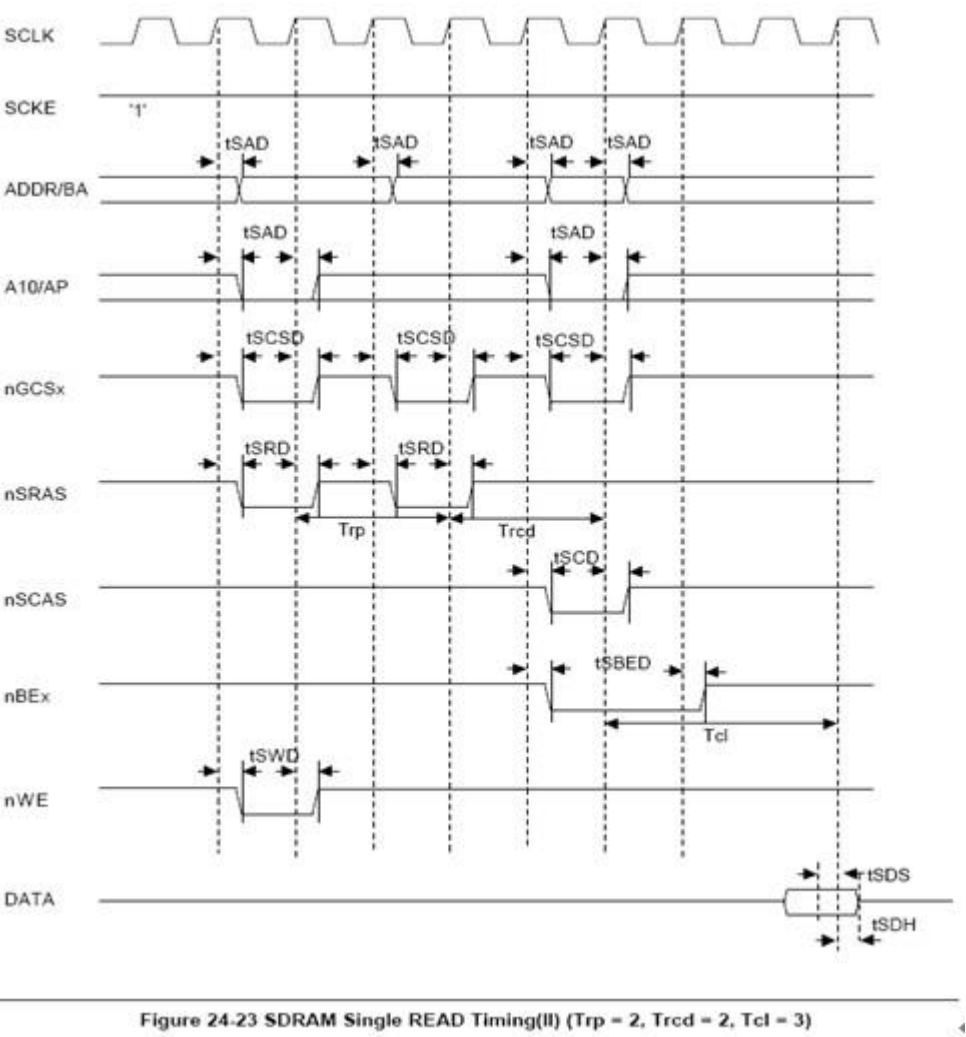 SCLK
SCKE '1'
tSAD tSAD tSAD tSAD
ADDR/BA
tSAD tSAD
A10/AP
tSCSD tSCSD tSCSD
nGCSx
tSRD tSRD
nSRAS
Trp Trcd
tSCD
nSCAS
tSBED
nBEx
Tcl
tSWD
nWE
tSDS
DATA
tSDH
Figure 24-23 SDRAM Single READ Timing(II) (Trp = 2, Trcd = 2, Tcl = 3)